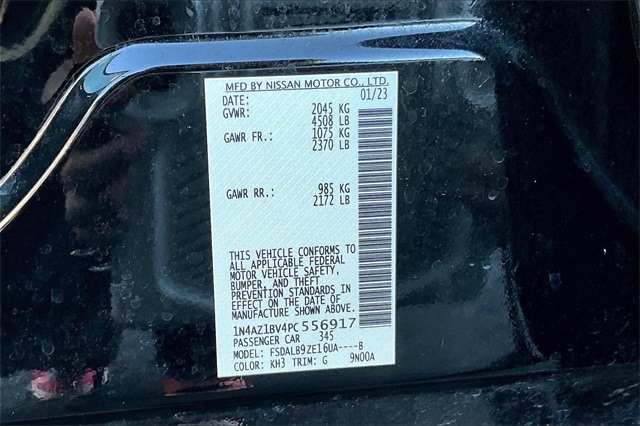 MFD BY NISSAN MOTOR CO., LTD.
DATE: 01/23
GVWR: 2045 KG
4508 LB
GAWR FR.: 1075 KG
2370 LB
GAWR RR.: 985 KG
2172 LB
THIS VEHICLE CONFORMS TO
ALL APPLICABLE FEDERAL
MOTOR VEHICLE SAFETY,
BUMPER, AND THEFT
PREVENTION STANDARDS IN
EFFECT ON THE DATE OF
MANUFACTURE SHOWN ABOVE.
1N4AZ1BV4PC556917
PASSENGER CAR 345
MODEL: FSDALB9ZE16UA----B
COLOR: KH3 TRIM: G 9N00A